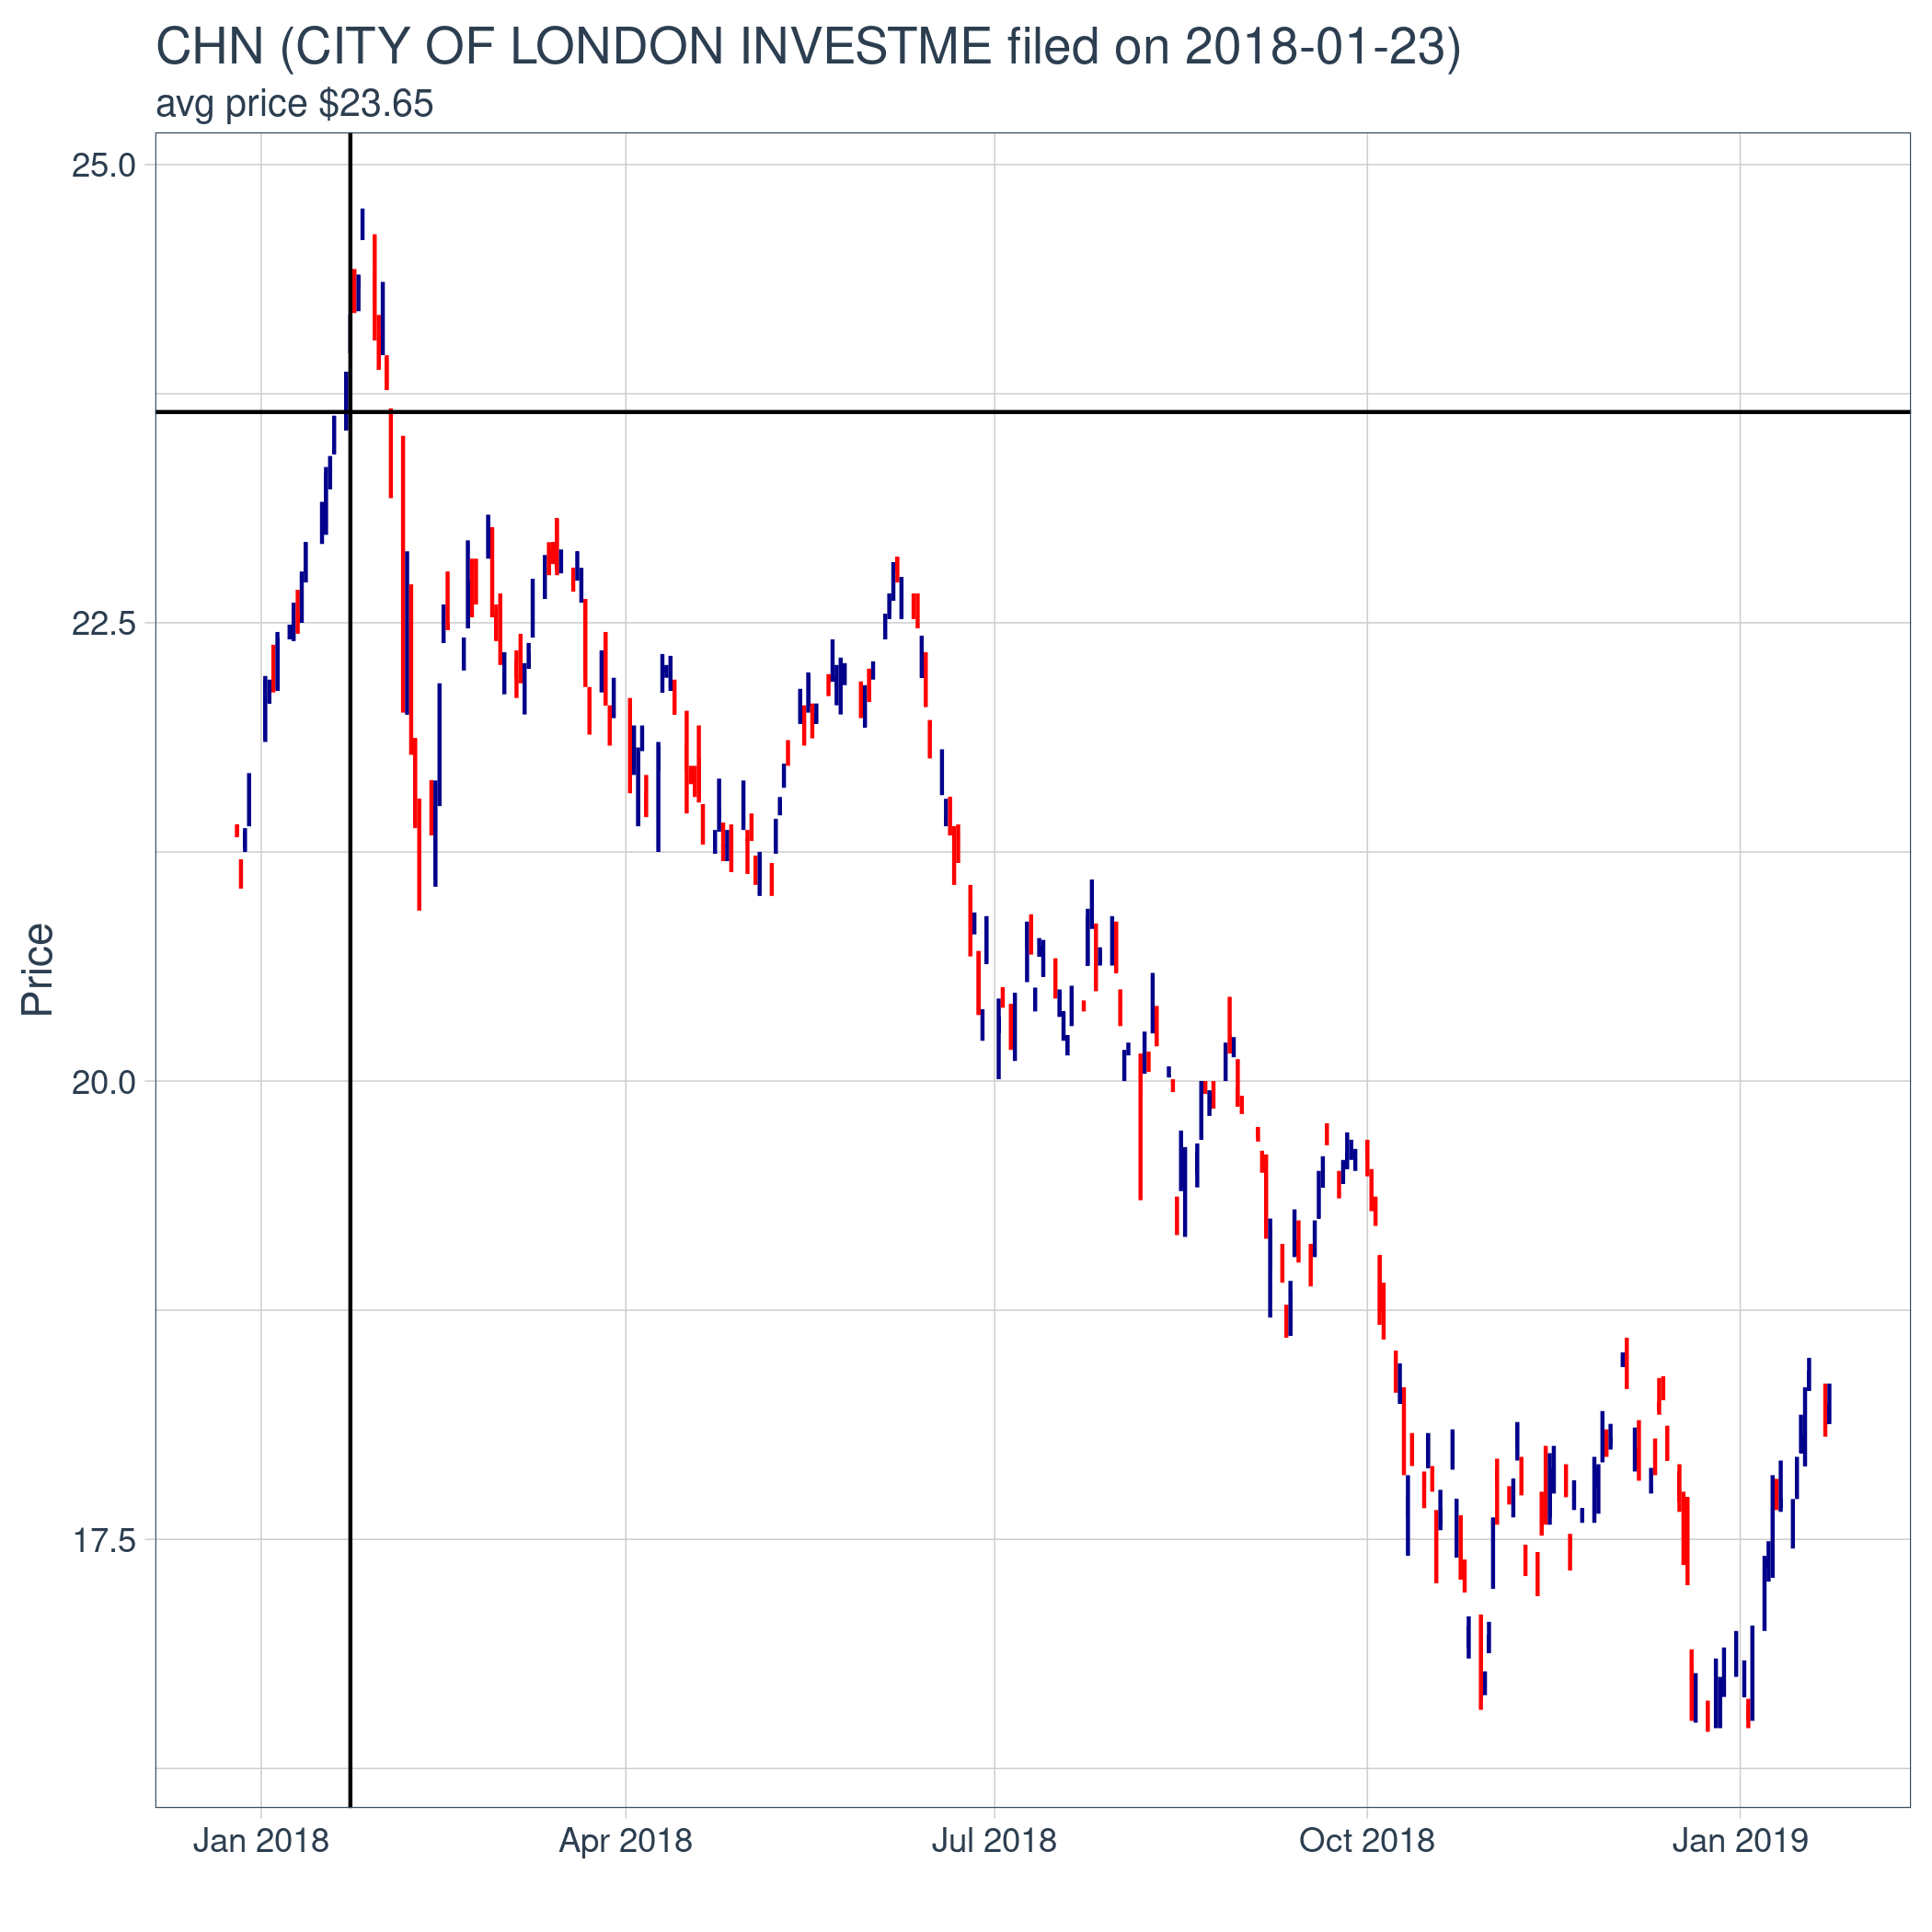 CHN (CITY OF LONDON INVESTME filed on 2018-01-23)
avg price $23.65
25.0
22.5
20.0
17.5
Price
Jan 2018
Apr 2018
Jul 2018
Oct 2018
Jan 2019